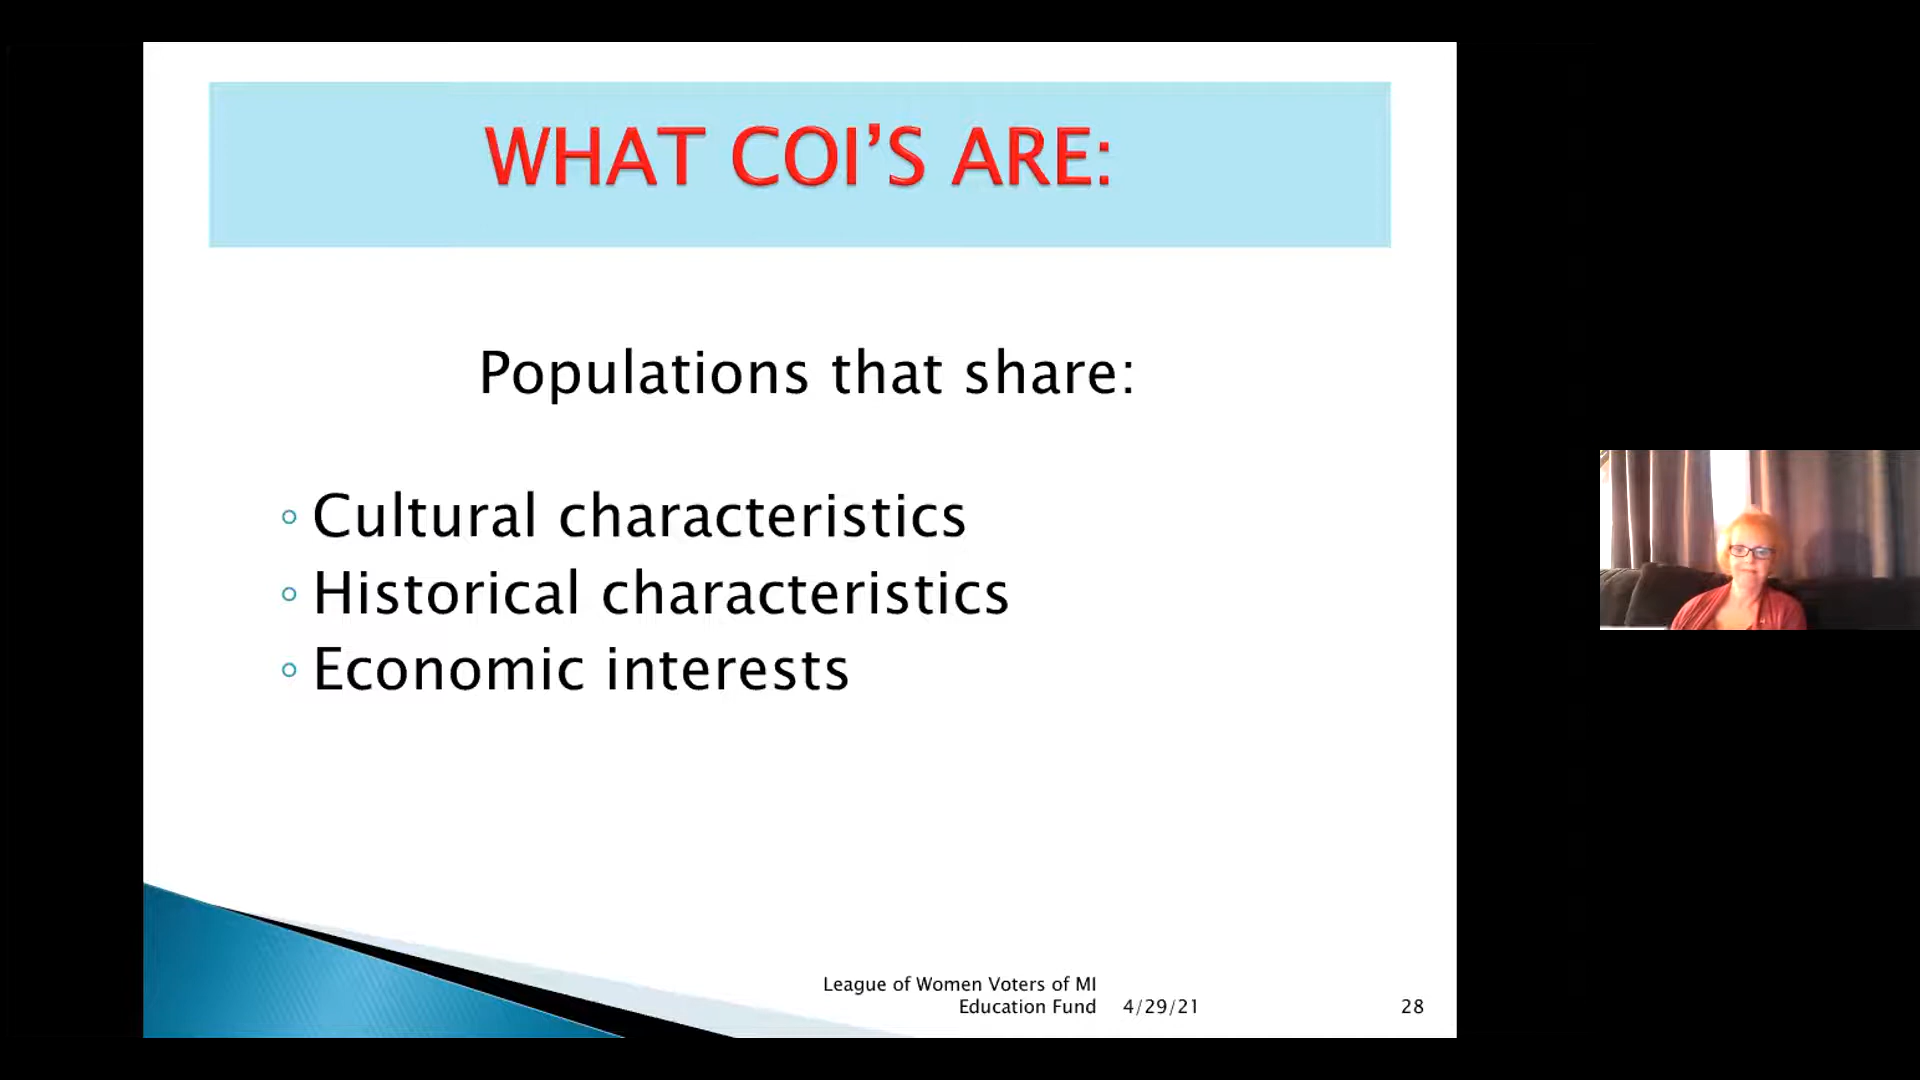 WHAT COI’S ARE:
Populations that share:
Cultural characteristics
Historical characteristics
Economic interests
League of Women Voters of MI
Education Fund 4/29/21 28